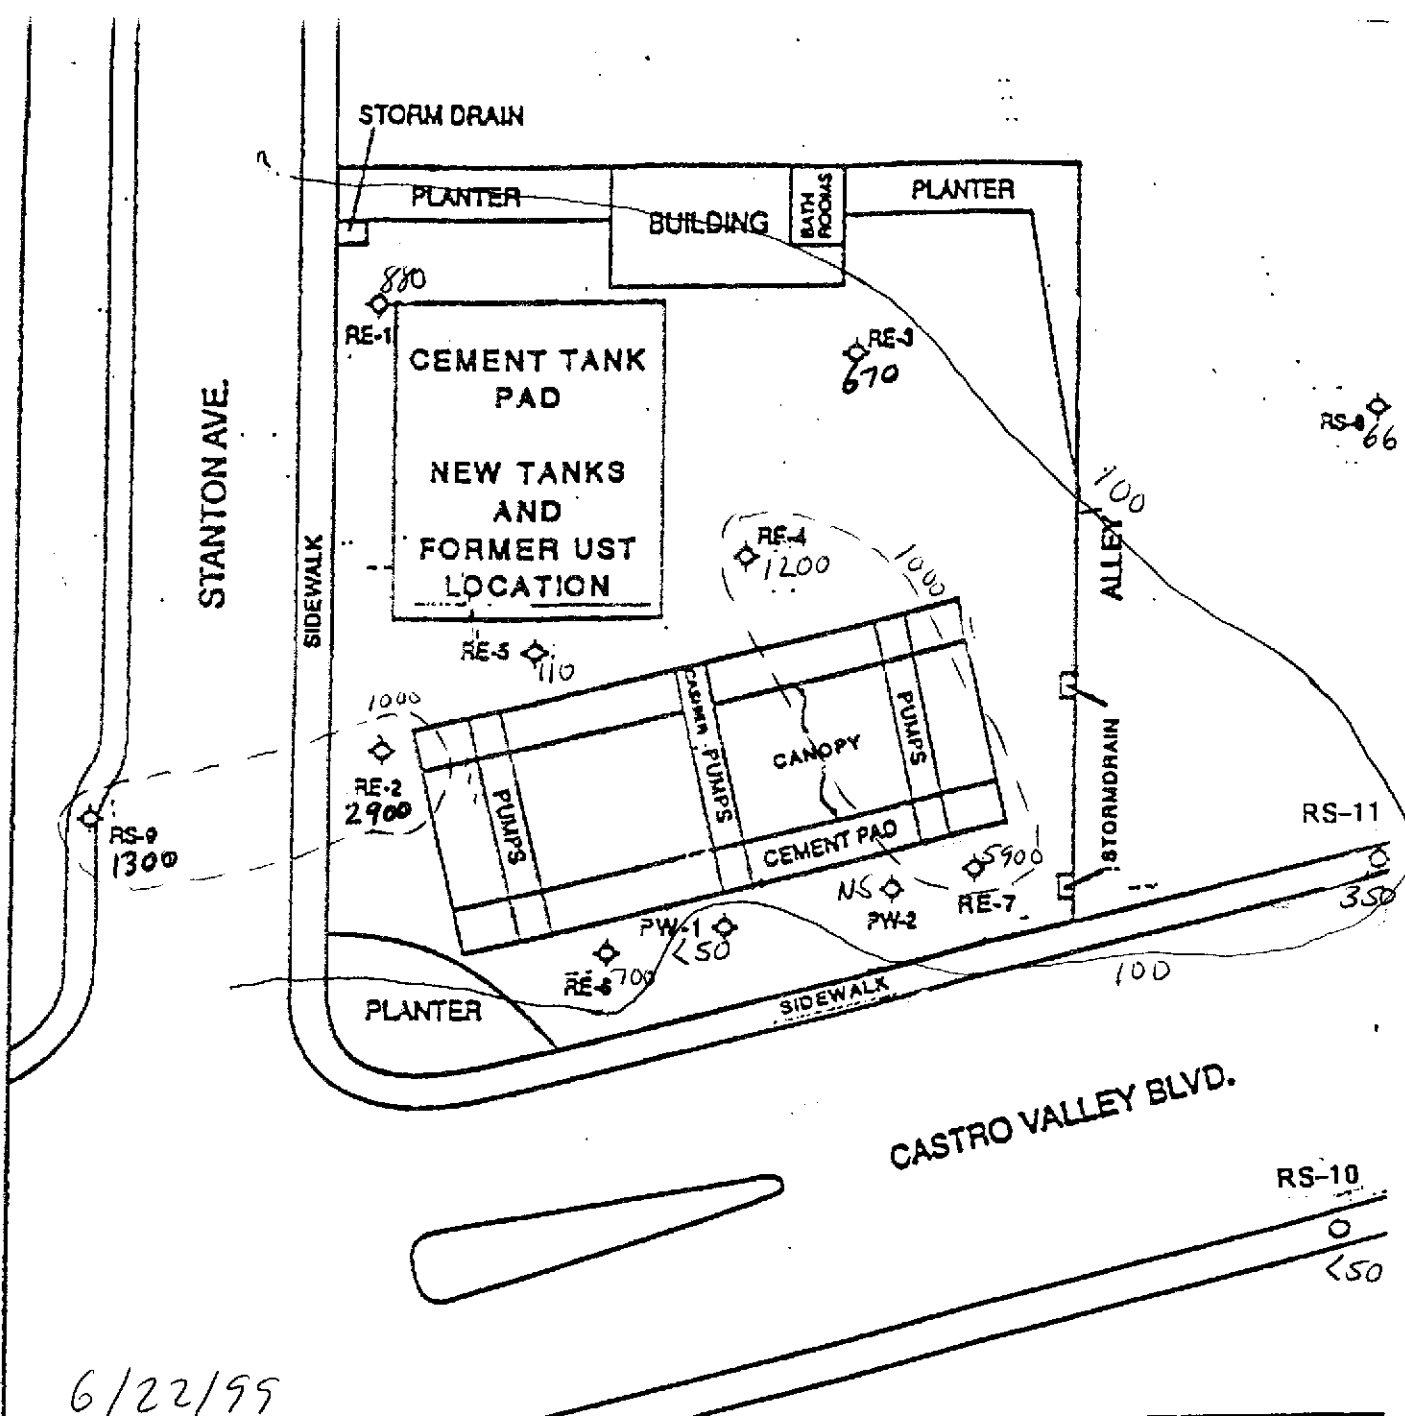 STORM DRAIN
?
PLANTER
BUILDING
BATH
ROOMS
PLANTER
880
RE-1
CEMENT TANK
PAD
NEW TANKS
AND
FORMER UST
LOCATION
RE-3
670
RS-8
66
STANTON AVE.
SIDEWALK
100
ALLEY
RE-4
1200
1000
RE-5
110
1000
RE-2
2900
RS-9
1300
PUMPS
PUMPS
CANOPY
PUMPS
CEMENT PAD
STORMDRAIN
RS-11
350
5900
RE-7
NS
PW-2
PW-1
<50
RE-6
700
100
PLANTER
SIDEWALK
CASTRO VALLEY BLVD.
RS-10
<50
6/22/99